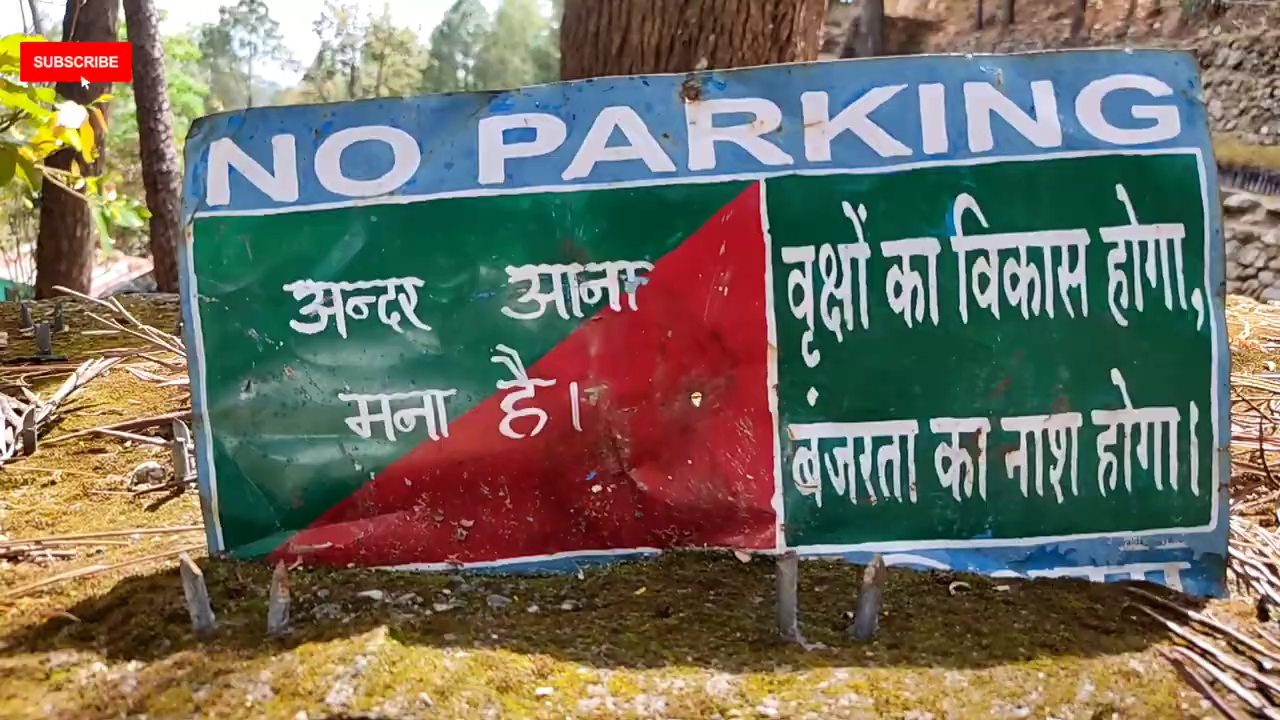 SUBSCRIBE
NO PARKING
अन्दर आना
मना है।
वृक्षों का विकास होगा,
बंजरता का नाश होगा।